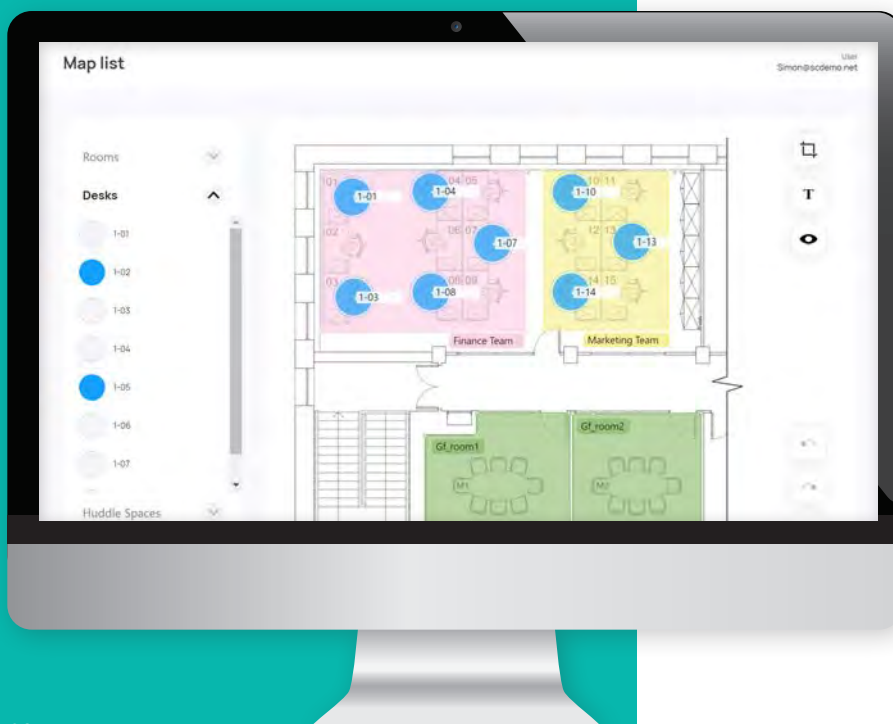 Map list
User
Simon@scdemo.net
Rooms
Desks
1-01
1-02
1-03
1-04
1-05
1-06
1-07
Huddle Spaces
T
01
04 05
10 11
1-01
1-04
1-10
02
06 07
12 13
1-07
1-13
03
08 09
14 15
1-03
1-08
1-14
Finance Team
Marketing Team
Gf_room1
Gf_room2
M1
M2